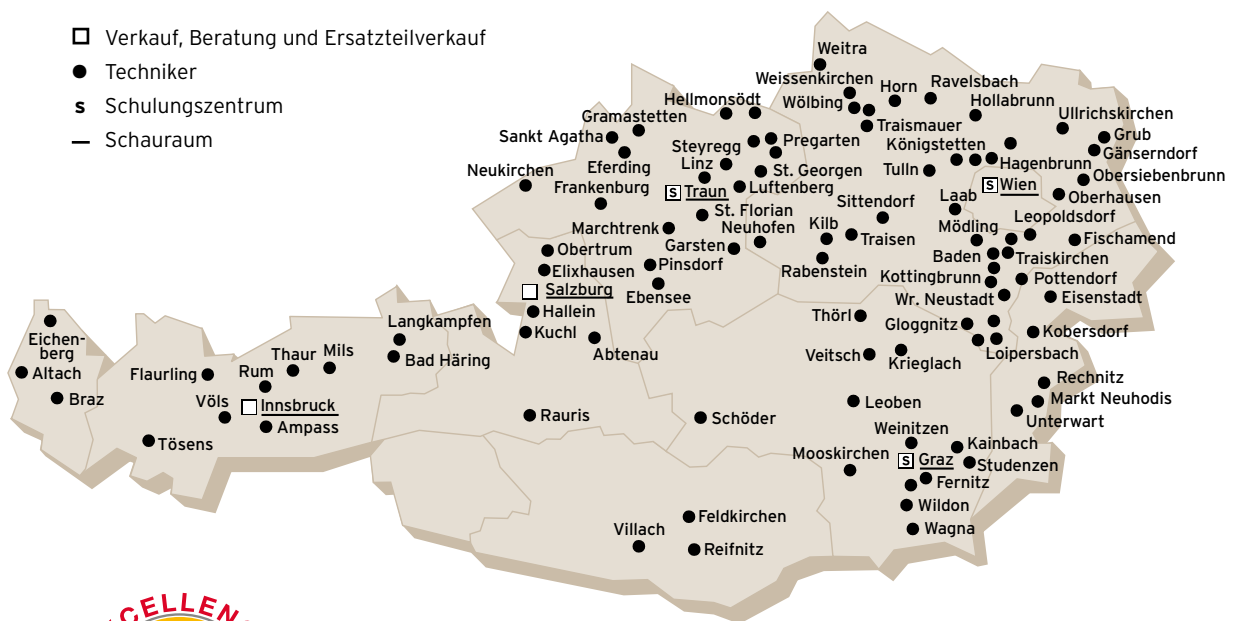 Verkauf, Beratung und Ersatzteilverkauf
Techniker
s Schulungszentrum
Schauraum
Weitra
Weissenkirchen
Horn
Ravelsbach
Hellmonsödt
Wölbing
Hollabrunn
Ullrichskirchen
Gramastetten
Traismauer
Sankt Agatha
Steyregg
Pregarten
Königstetten
Grub
Gänserndorf
Eferding
Linz
St. Georgen
Tulln
Hagenbrunn
Neukirchen
Obersiebenbrunn
Frankenburg
s Traun
Luftenberg
s Wien
Laab
Oberhausen
Sittendorf
St. Florian
Leopoldsdorf
Marchtrenk
Neuhofen
Kilb
Mödling
Traisen
Fischamend
Obertrum
Garsten
Baden
Traiskirchen
Elixhausen
Pinsdorf
Rabenstein
Kottingbrunn
Pottendorf
Salzburg
Ebensee
Wr. Neustadt
Eisenstadt
Hallein
Thörl
Langkampfen
Gloggnitz
Kobersdorf
Kuchl
Eichen-
berg
Abtenau
Veitsch
Krieglach
Loipersbach
Thaur
Mils
Bad Häring
Altach
Flaurling
Rum
Rechnitz
Braz
Völs
Innsbruck
Markt Neuhodis
Leoben
Rauris
Schöder
Unterwart
Ampass
Weinitzen
Tösens
Kainbach
Mooskirchen
s Graz
Studenzen
Fernitz
Wildon
Feldkirchen
Villach
Wagna
Reifnitz